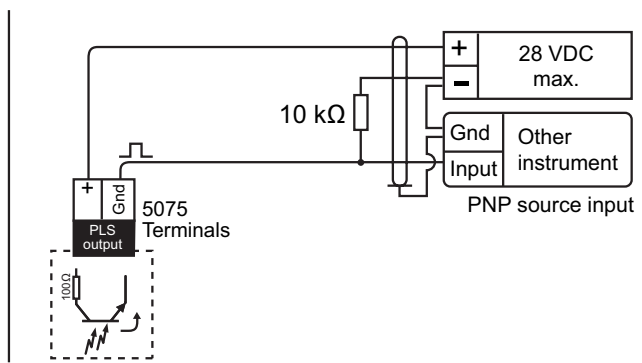 +
28 VDC
max.
−
10 kΩ
Gnd
Other
instrument
Input
PNP source input
+
Gnd
5075
Terminals
PLS
output
100Ω